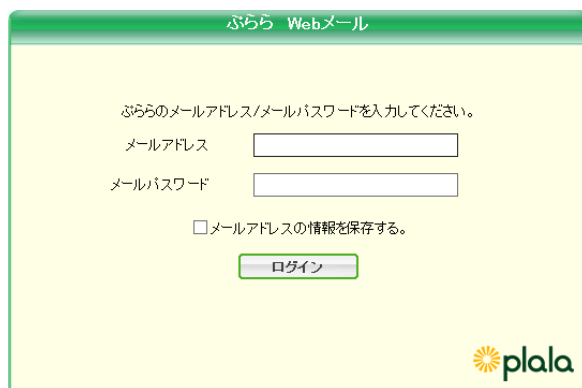 ぷらら Webメール
ぷららのメールアドレス/メールパスワードを入力してください。
メールアドレス
メールパスワード
メールアドレスの情報を保存する。
ログイン
plala